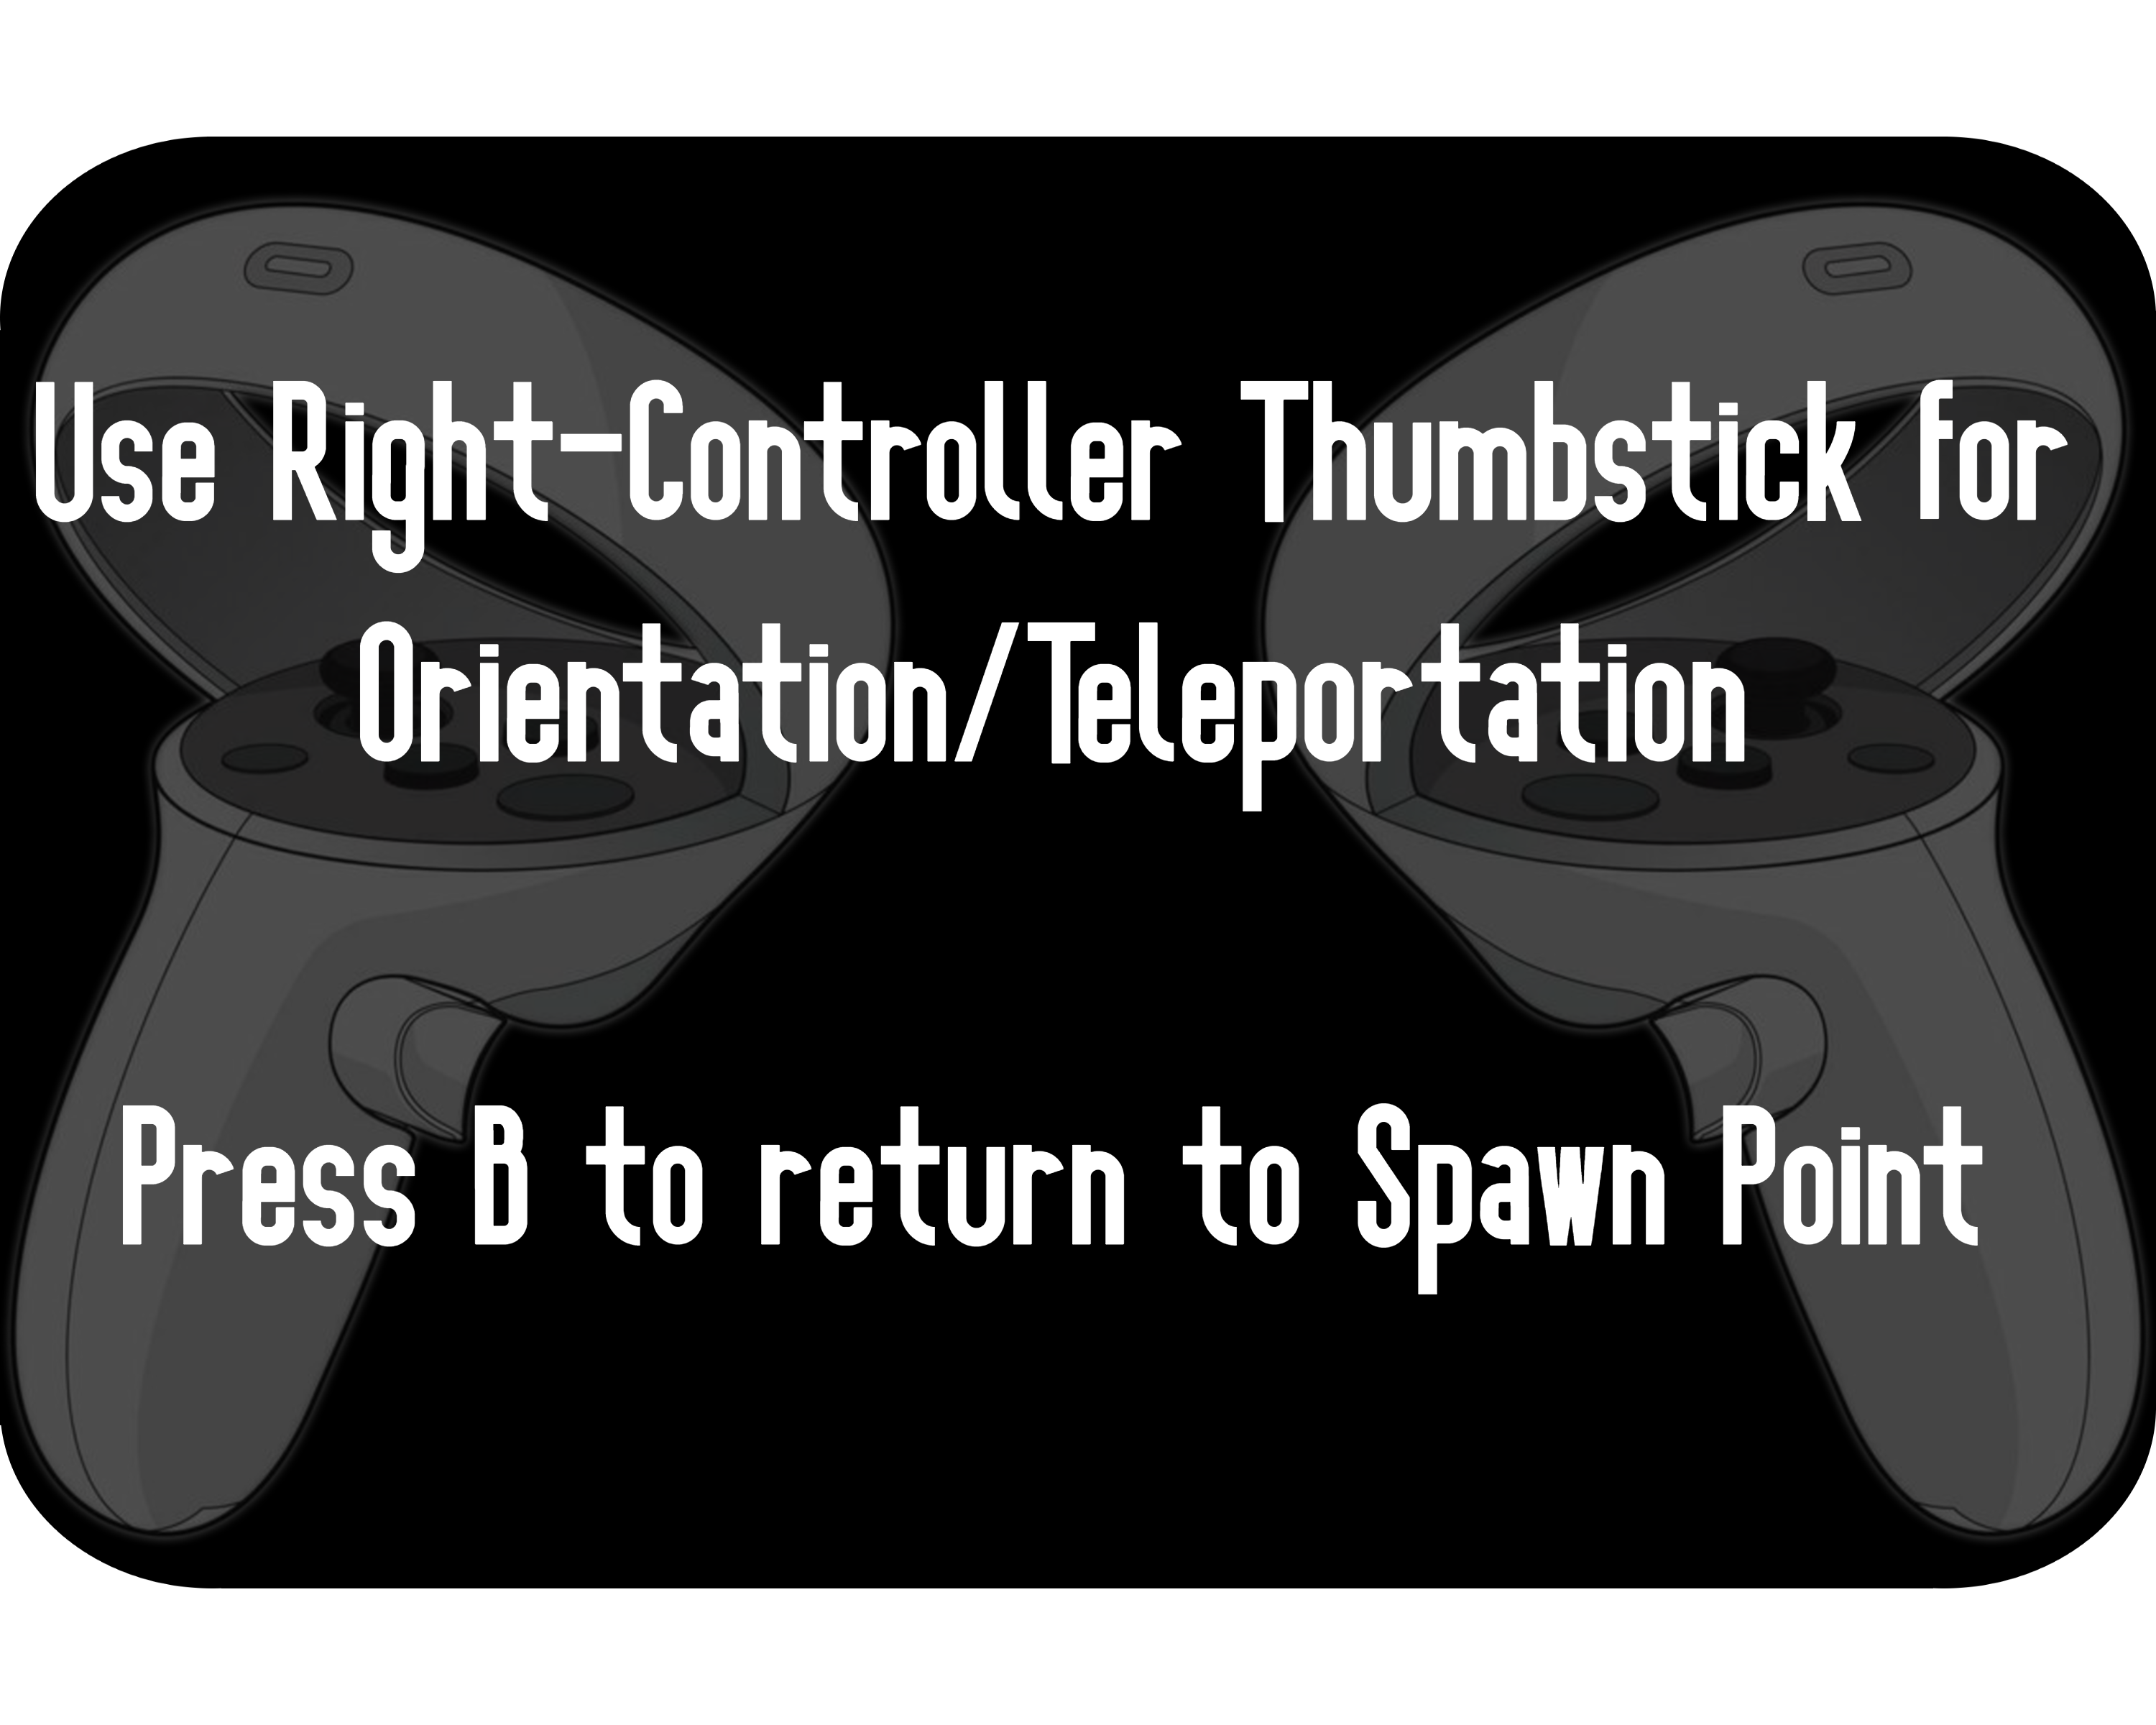 Use Right-Controller Thumbstick for
Orientation/Teleportation
Press B to return to Spawn Point